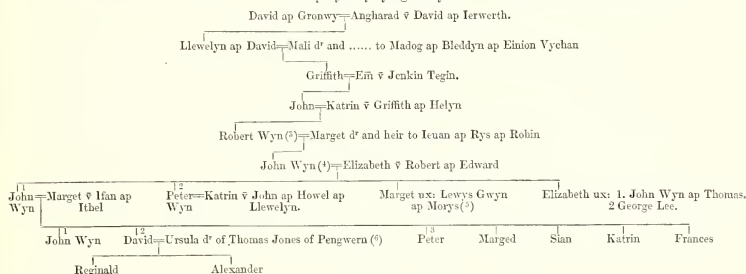 David ap Gronwy=Angharad ṽ David ap Ierwerth.
Llewelyn ap David=Mali dʳ and ...... to Madog ap Bleddyn ap Einion Vychan
Griffith=Em̄ ṽ Jenkin Tegin.
John=Katrin ṽ Griffith ap Helyn
Robert Wyn (³)=Marget dʳ and heir to Ieuan ap Rys ap Robin
John Wyn (⁴)=Elizabeth ṽ Robert ap Edward
1 2
John=Marget ṽ Ifan ap Peter=Katrin ṽ John ap Howel ap Marget ux: Lewys Gwyn Elizabeth ux: 1. John Wyn ap Thomas.
Wyn Ithel Wyn Llewelyn. ap Morys (⁵) 2 George Lee.
1 2 3
John Wyn David=Ursula dʳ of Thomas Jones of Pengwern (⁶) Peter Marged Sian Katrin Frances
Reginald Alexander